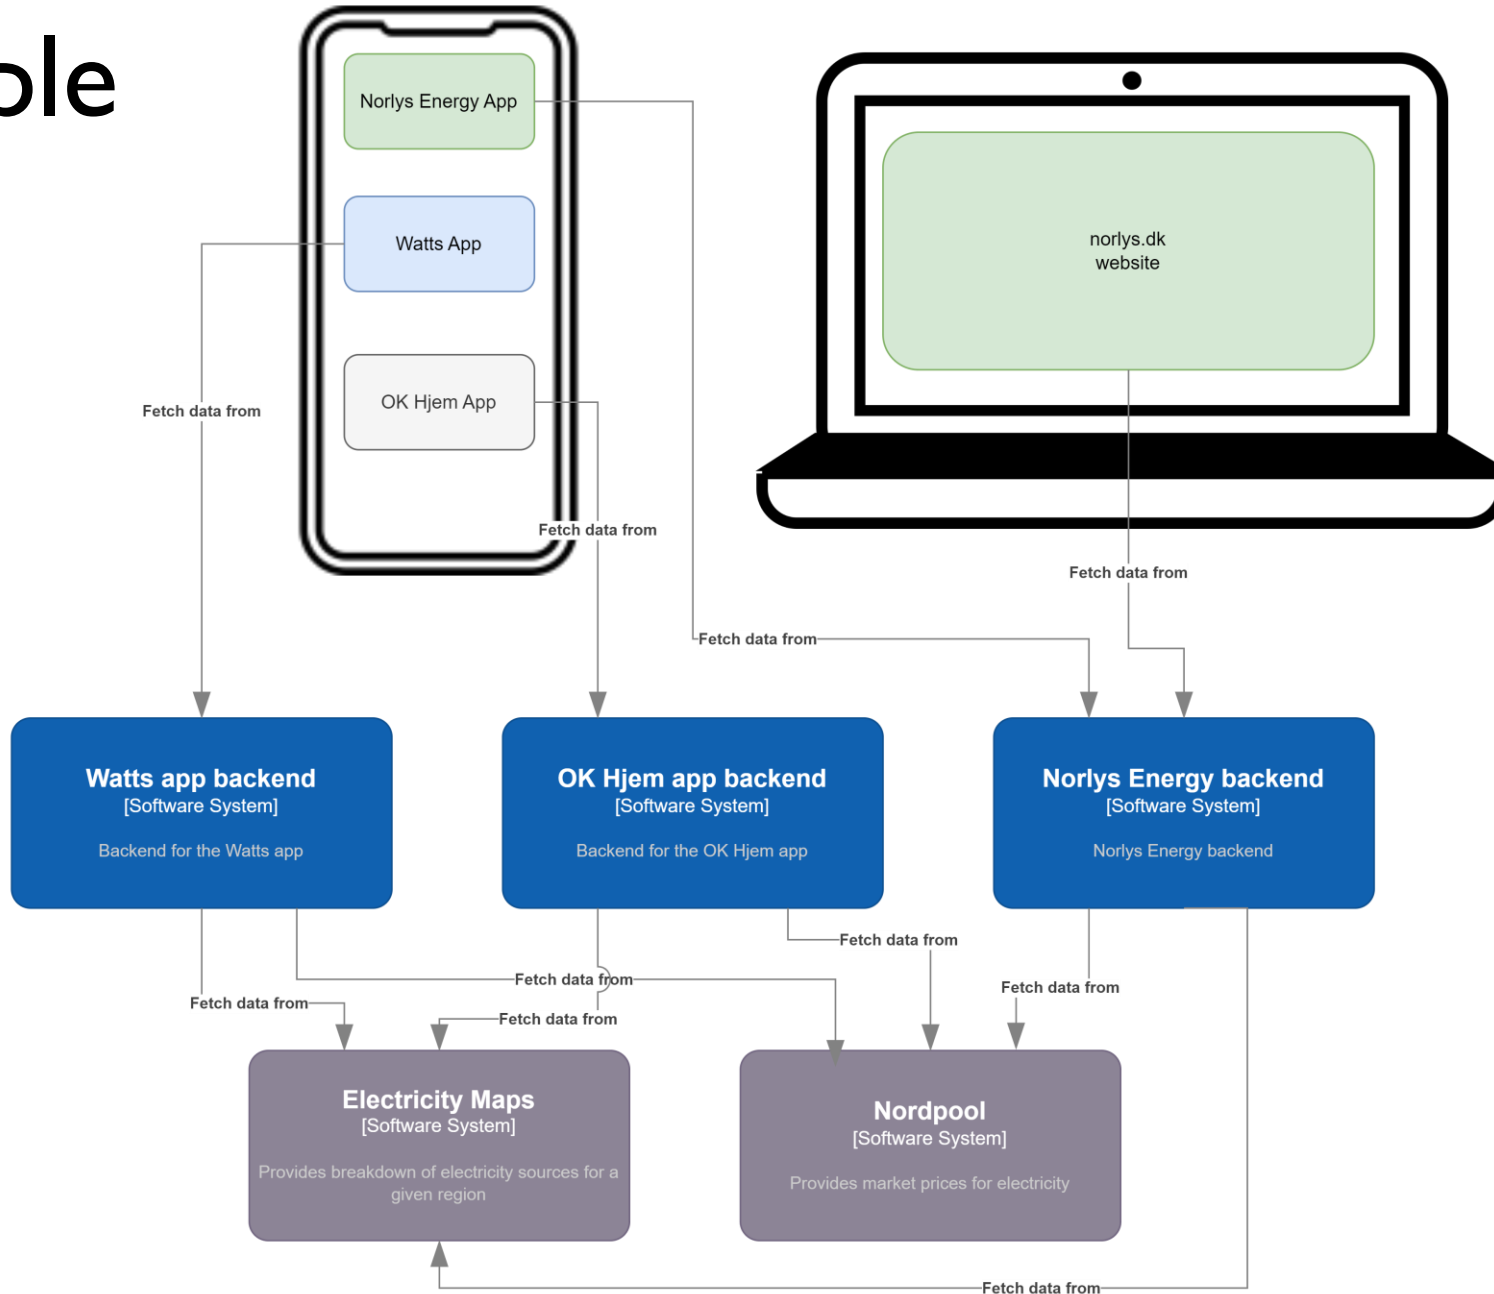 Norlys Energy App
norlys.dk
website
Watts App
OK Hjem App
Fetch data from
Fetch data from
Fetch data from
Fetch data from
Watts app backend
[Software System]
Backend for the Watts app
OK Hjem app backend
[Software System]
Backend for the OK Hjem app
Norlys Energy backend
[Software System]
Norlys Energy backend
Fetch data from
Fetch data from
Fetch data from
Fetch data from
Fetch data from
Electricity Maps
[Software System]
Provides breakdown of electricity sources for a
given region
Nordpool
[Software System]
Provides market prices for electricity
Fetch data from